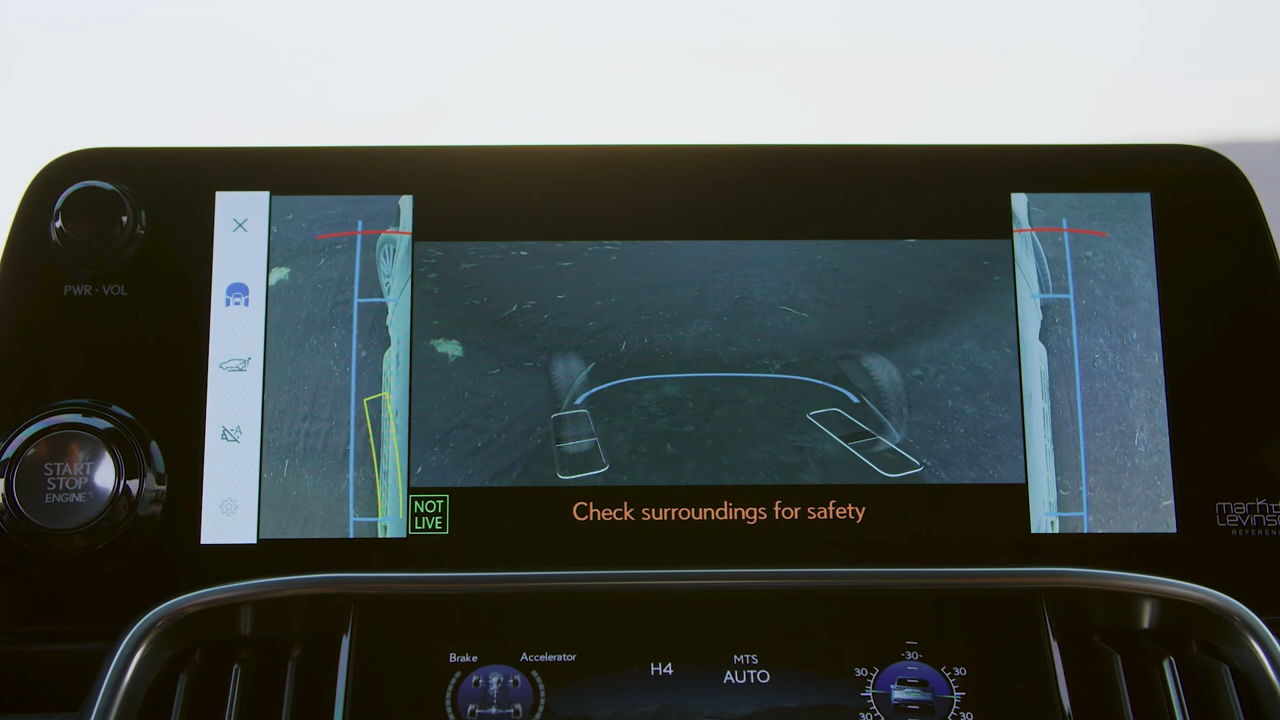 PWR • VOL
START
STOP
ENGINE
A
NOT
LIVE
Check surroundings for safety
mark
Brake
Accelerator
H4
MTS
AUTO
-30-
30
30
30
30